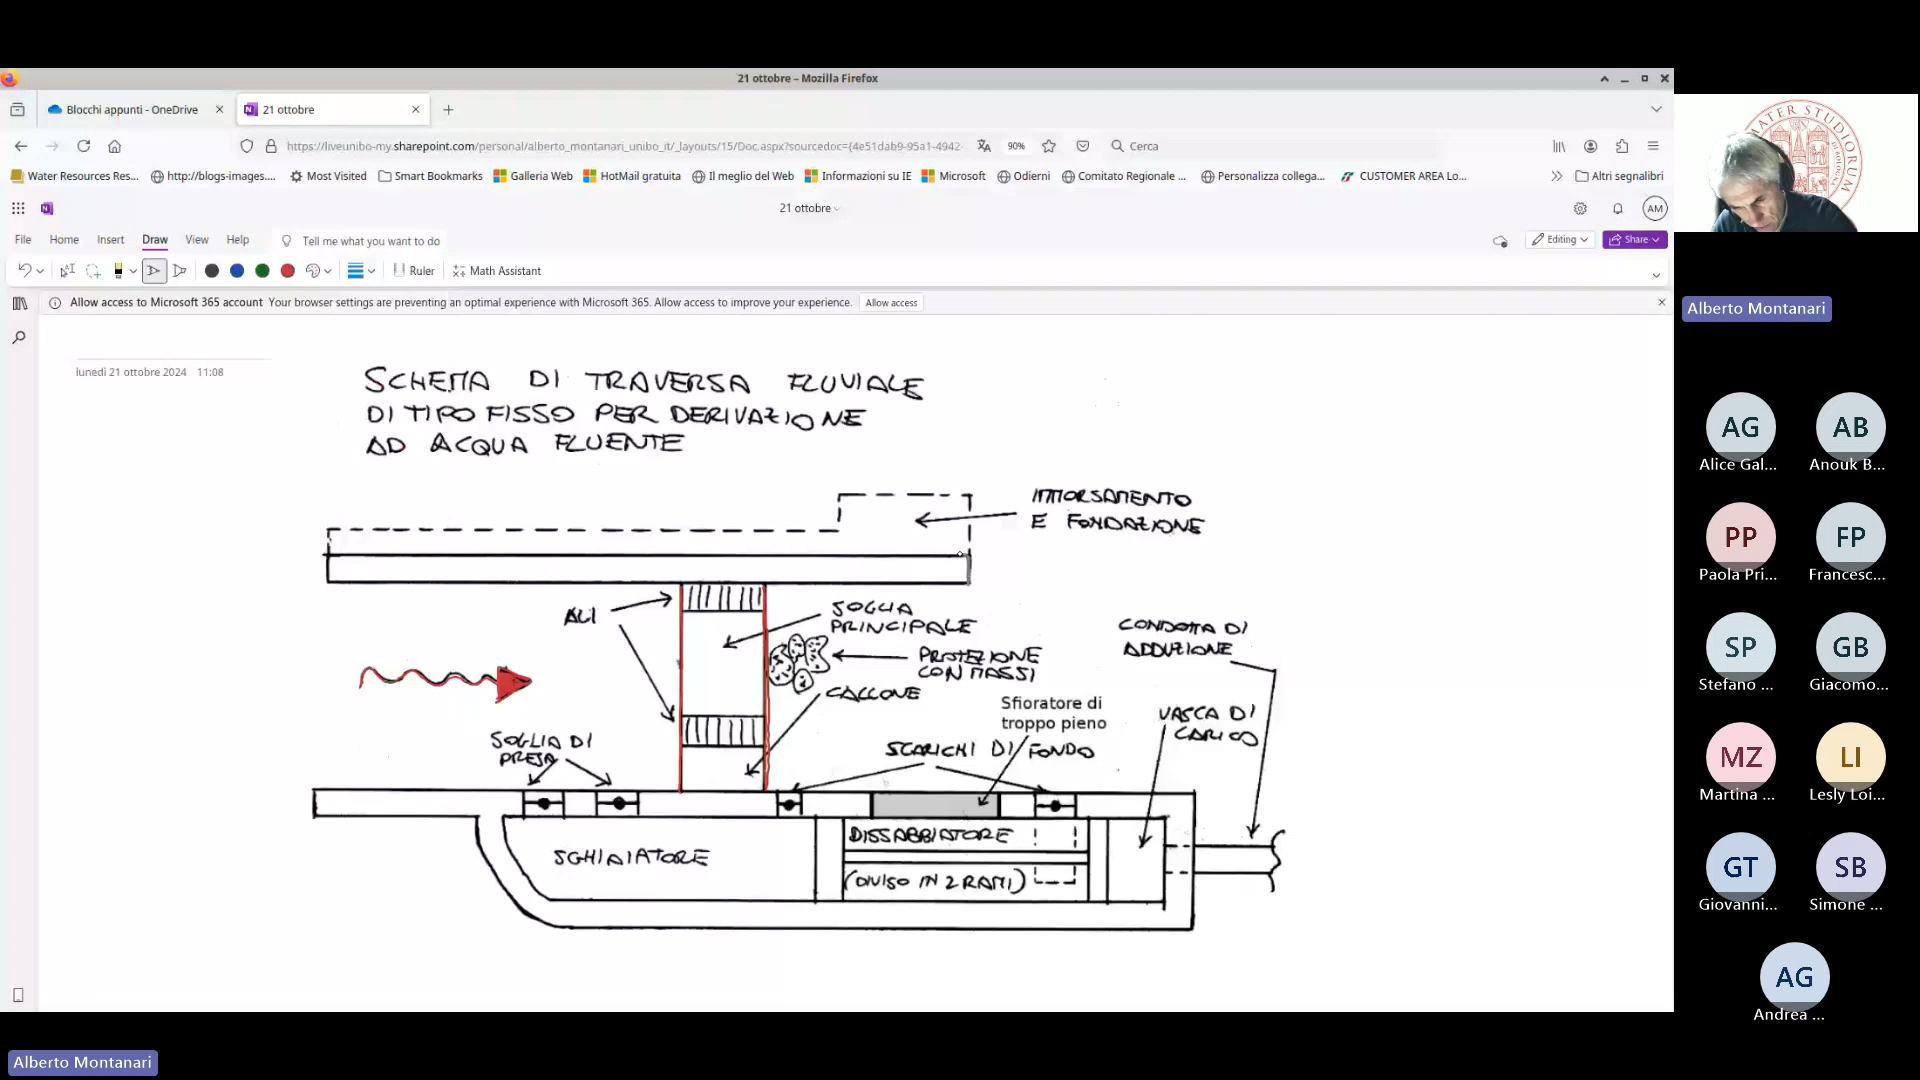 21 ottobre – Mozilla Firefox
Blocchi appunti - OneDrive
21 ottobre
https://liveunibo-my.sharepoint.com/personal/alberto_montanari_unibo_it/_layouts/15/Doc.aspx?sourcedoc={4e51dab9-95a1-4942-
90%
Cerca
Water Resources Res...
http://blogs-images....
Most Visited
Smart Bookmarks
Galleria Web
HotMail gratuita
Il meglio del Web
Informazioni su IE
Microsoft
Odierni
Comitato Regionale ...
Personalizza collega...
CUSTOMER AREA Lo...
Altri segnalibri
21 ottobre
AM
File Home Insert Draw View Help
Tell me what you want to do
Editing
Share
Ruler
Math Assistant
Allow access to Microsoft 365 account Your browser settings are preventing an optimal experience with Microsoft 365. Allow access to improve your experience.
Allow access
lunedì 21 ottobre 2024 11:08
SCHEMA DI TRAVERSA FLUVIALE
DI TIPO FISSO PER DERIVAZIONE
AD ACQUA FLUENTE
IMMORSAMENTO
E FONDAZIONE
ALI
SOGLIA
PRINCIPALE
PROTEZIONE
CON MASSI
CALLONE
CONDOTTA DI
ADDUZIONE
Sfioratore di
troppo pieno
VASCA DI
CARICO
SOGLIA DI
PRESA
SCARICHI DI FONDO
SGHIAIATORE
DISSABBIATORE
(DIVISO IN 2 RAMI)
Alberto Montanari
AG
Alice Gal...
AB
Anouk B...
PP
Paola Pri...
FP
Francesc...
SP
Stefano ...
GB
Giacomo...
MZ
Martina ...
LI
Lesly Loi...
GT
Giovanni...
SB
Simone ...
AG
Andrea ...
Alberto Montanari